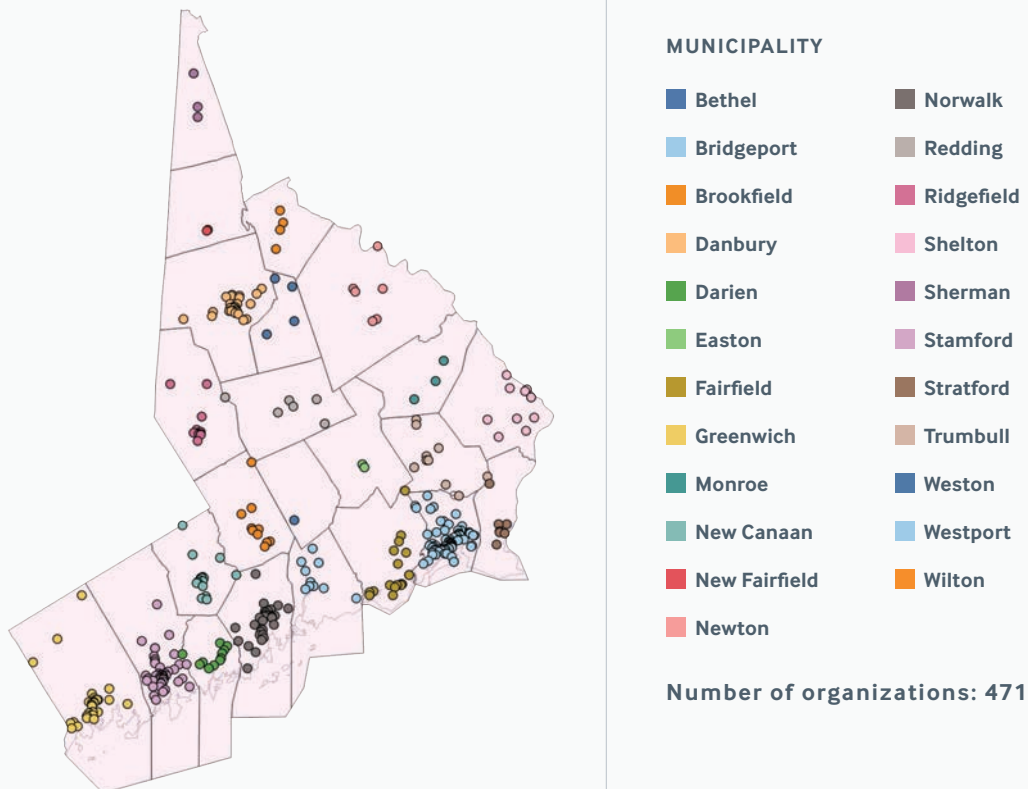 MUNICIPALITY
Bethel
Bridgeport
Brookfield
Danbury
Darien
Easton
Fairfield
Greenwich
Monroe
New Canaan
New Fairfield
Newton
Norwalk
Redding
Ridgefield
Shelton
Sherman
Stamford
Stratford
Trumbull
Weston
Westport
Wilton
Number of organizations: 471